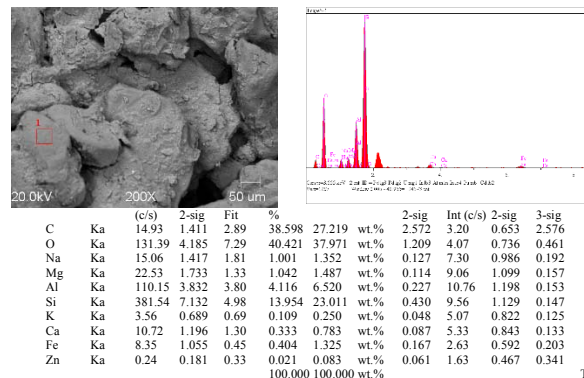 1
20.0kV 200X 50 um
(c/s) 2-sig Fit % 2-sig Int (c/s) 2-sig 3-sig
C Ka 14.93 1.411 2.89 38.598 27.219 wt.% 2.572 3.20 0.653 2.576
O Ka 131.39 4.185 7.29 40.421 37.971 wt.% 1.209 4.07 0.736 0.461
Na Ka 15.06 1.417 1.81 1.001 1.352 wt.% 0.127 7.30 0.986 0.192
Mg Ka 22.53 1.733 1.33 1.042 1.487 wt.% 0.114 9.06 1.099 0.157
Al Ka 110.15 3.832 3.80 4.116 6.520 wt.% 0.227 10.76 1.198 0.153
Si Ka 381.54 7.132 4.98 13.954 23.011 wt.% 0.430 9.56 1.129 0.147
K Ka 3.56 0.689 0.69 0.109 0.250 wt.% 0.048 5.07 0.822 0.125
Ca Ka 10.72 1.196 1.30 0.333 0.783 wt.% 0.087 5.33 0.843 0.133
Fe Ka 8.35 1.055 0.45 0.404 1.325 wt.% 0.167 2.63 0.592 0.203
Zn Ka 0.24 0.181 0.33 0.021 0.083 wt.% 0.061 1.63 0.467 0.341
100.000 100.000 wt.% T